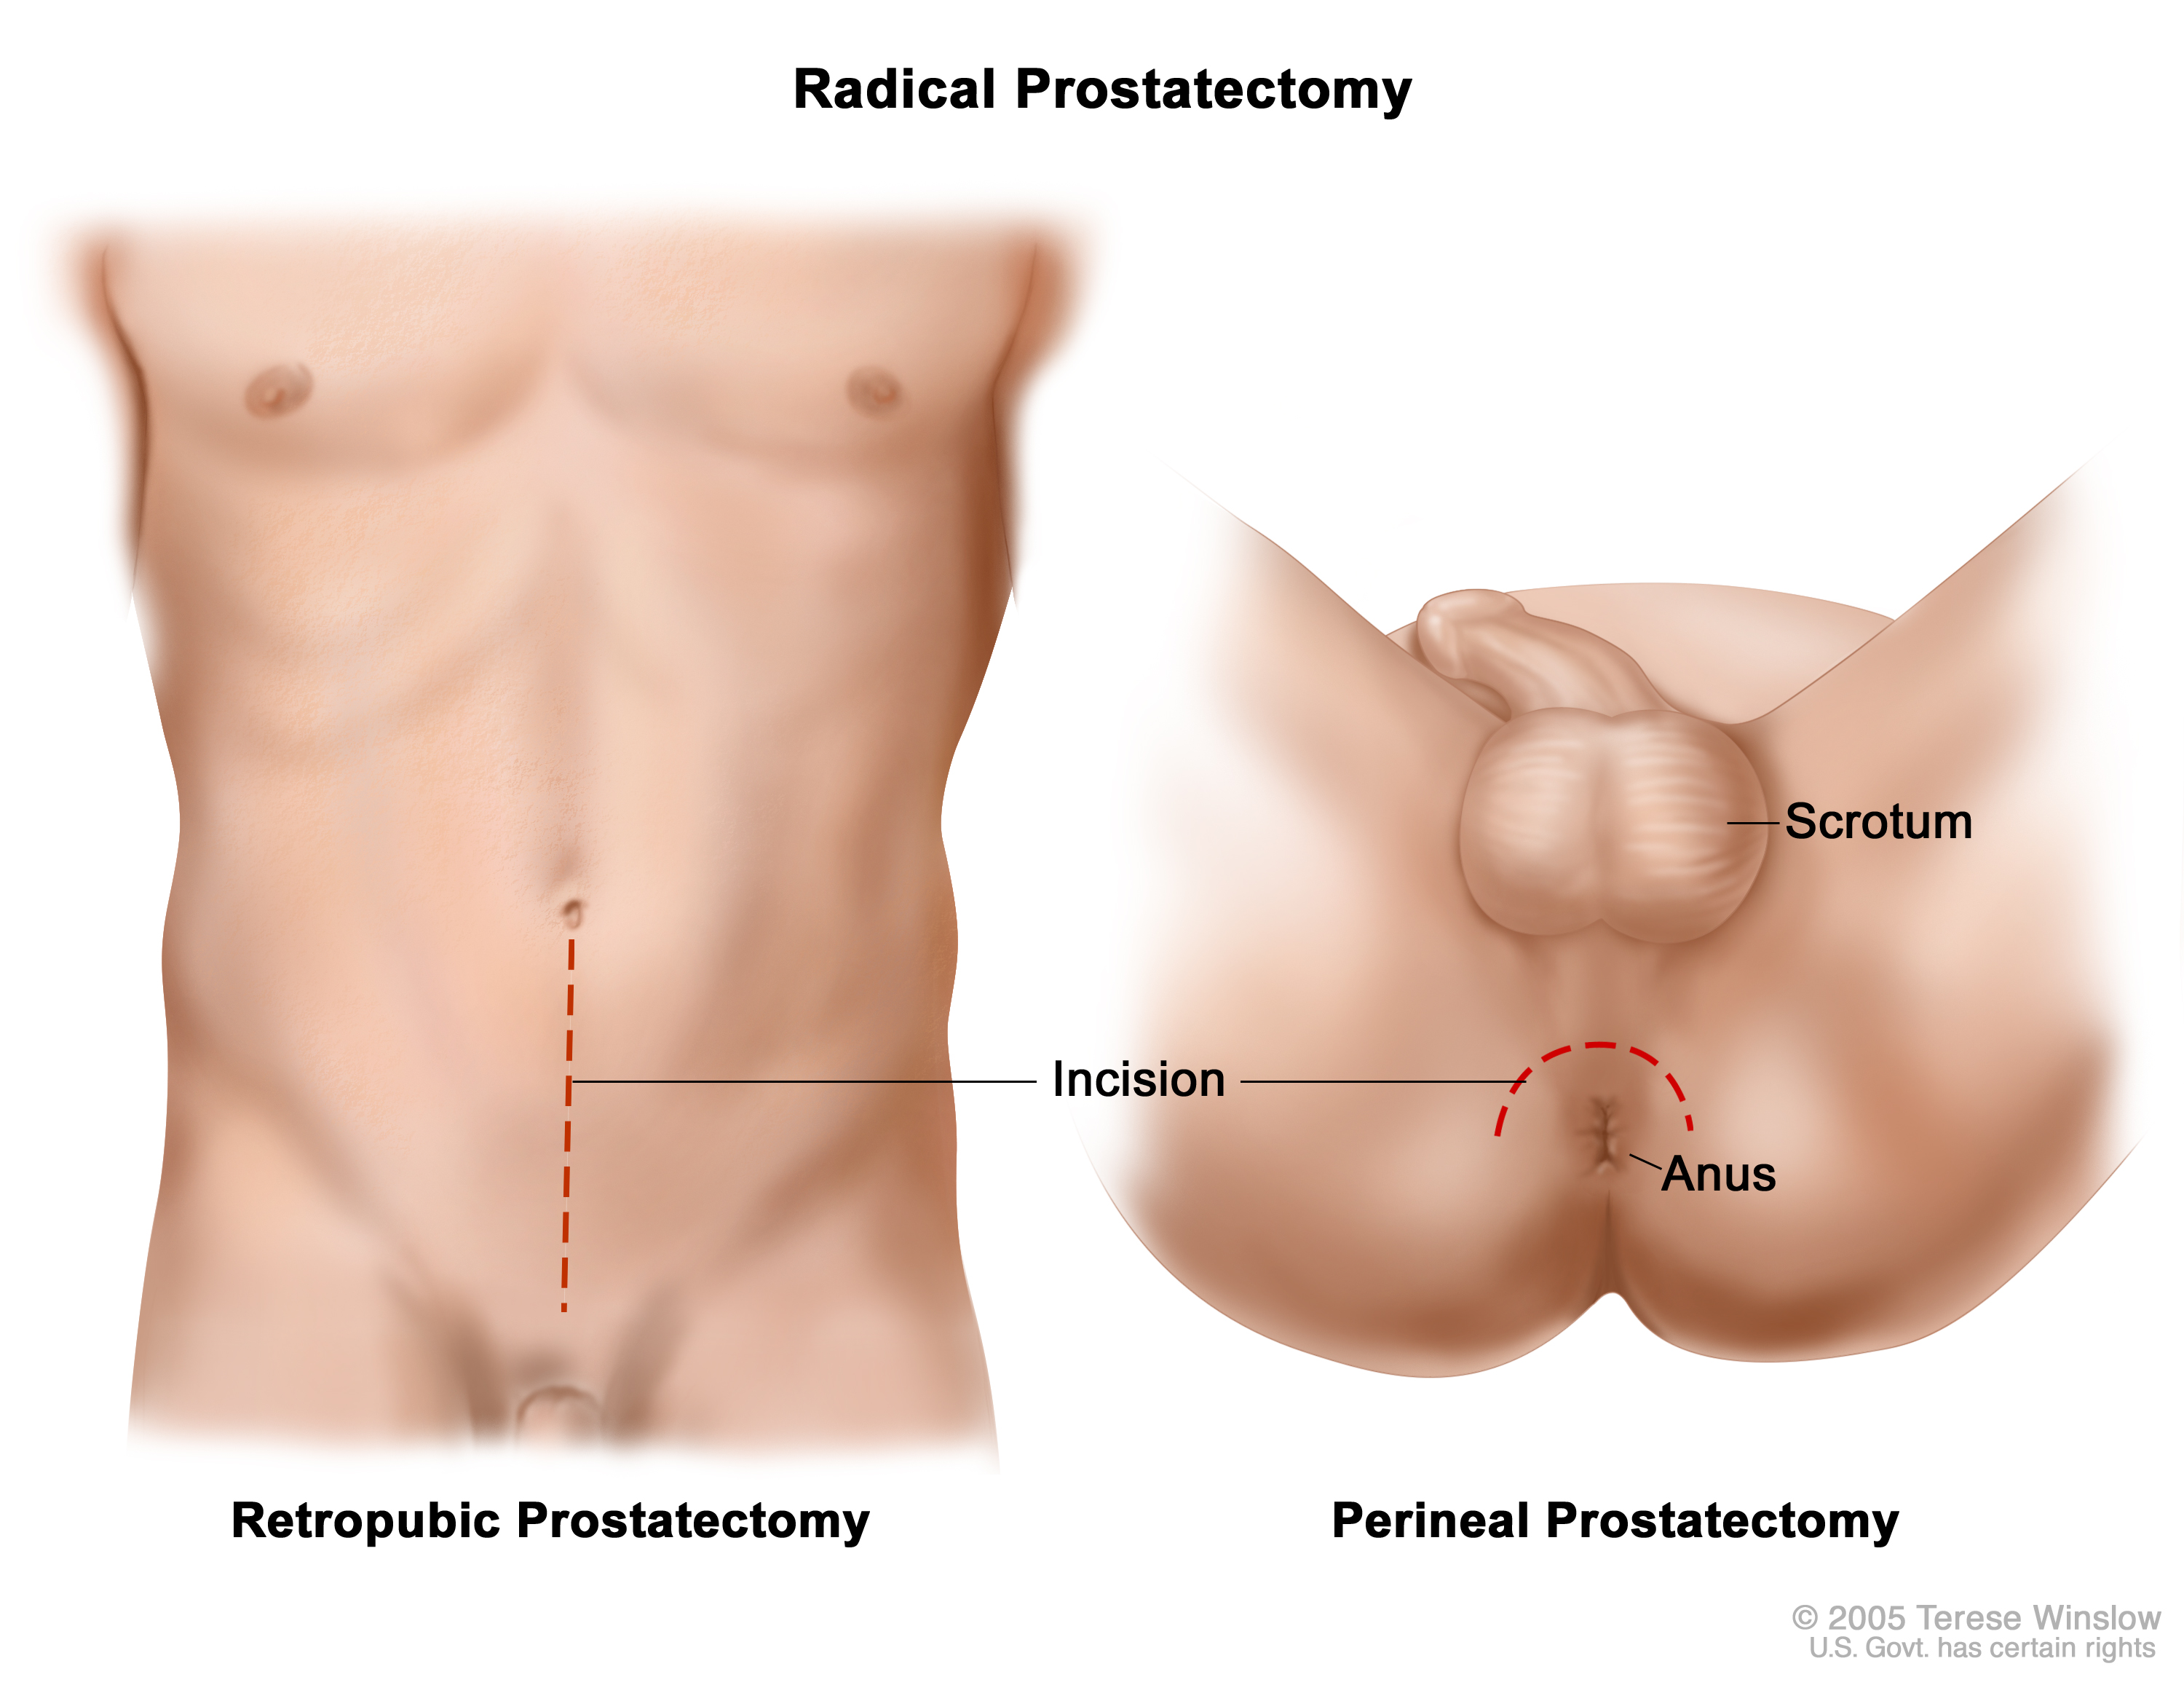 Radical Prostatectomy
Scrotum
Incision
Anus
Retropubic Prostatectomy
Perineal Prostatectomy
© 2005 Terese Winslow
U.S. Govt. has certain rights